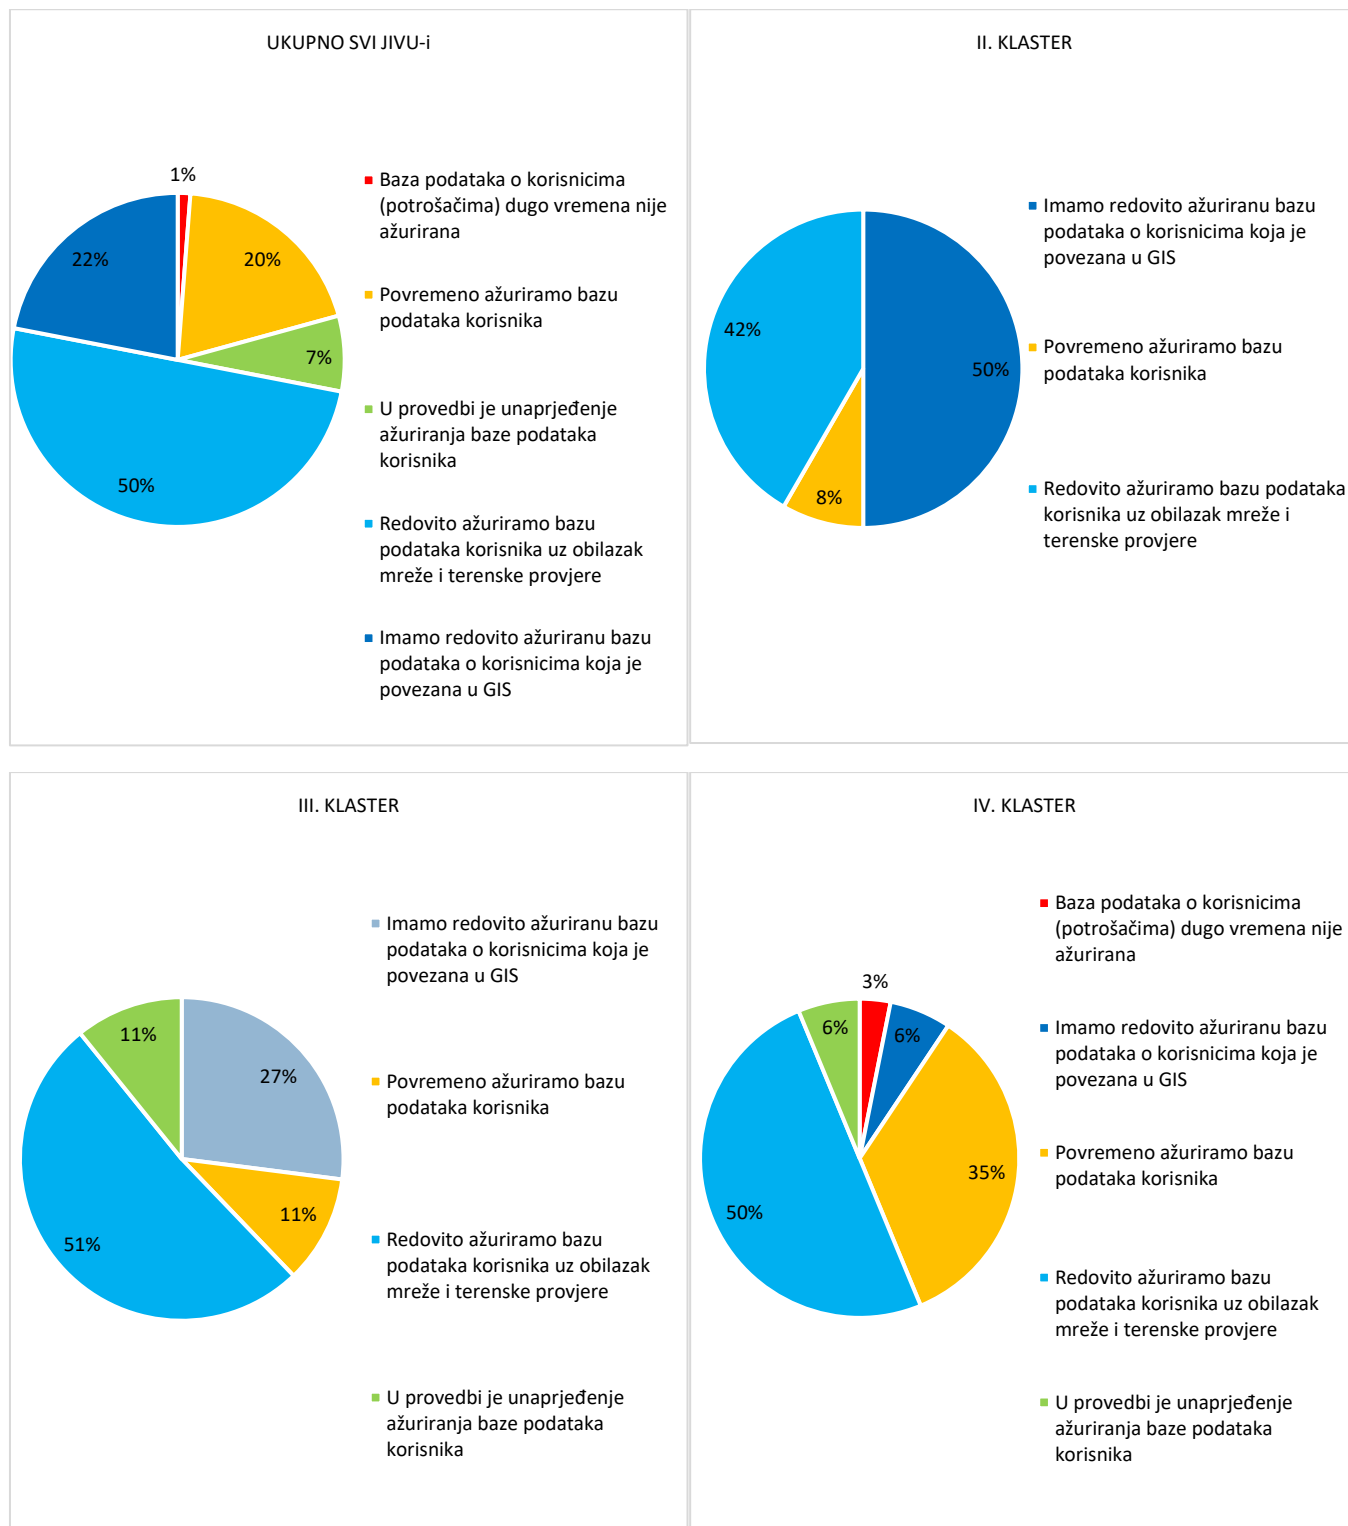 UKUPNO SVI JIVU-i
1%
20%
7%
50%
22%
Baza podataka o korisnicima
(potrošačima) dugo vremena nije
ažurirana
Povremeno ažuriramo bazu
podataka korisnika
U provedbi je unaprjeđenje
ažuriranja baze podataka
korisnika
Redovito ažuriramo bazu
podataka korisnika uz obilazak
mreže i terenske provjere
Imamo redovito ažuriranu bazu
podataka o korisnicima koja je
povezana u GIS
II. KLASTER
42%
50%
8%
Imamo redovito ažuriranu bazu
podataka o korisnicima koja je
povezana u GIS
Povremeno ažuriramo bazu
podataka korisnika
Redovito ažuriramo bazu podataka
korisnika uz obilazak mreže i
terenske provjere
III. KLASTER
11%
27%
11%
51%
Imamo redovito ažuriranu bazu
podataka o korisnicima koja je
povezana u GIS
Povremeno ažuriramo bazu
podataka korisnika
Redovito ažuriramo bazu
podataka korisnika uz obilazak
mreže i terenske provjere
U provedbi je unaprjeđenje
ažuriranja baze podataka
korisnika
IV. KLASTER
3%
6%
6%
35%
50%
Baza podataka o korisnicima
(potrošačima) dugo vremena nije
ažurirana
Imamo redovito ažuriranu bazu
podataka o korisnicima koja je
povezana u GIS
Povremeno ažuriramo bazu
podataka korisnika
Redovito ažuriramo bazu
podataka korisnika uz obilazak
mreže i terenske provjere
U provedbi je unaprjeđenje
ažuriranja baze podataka
korisnika